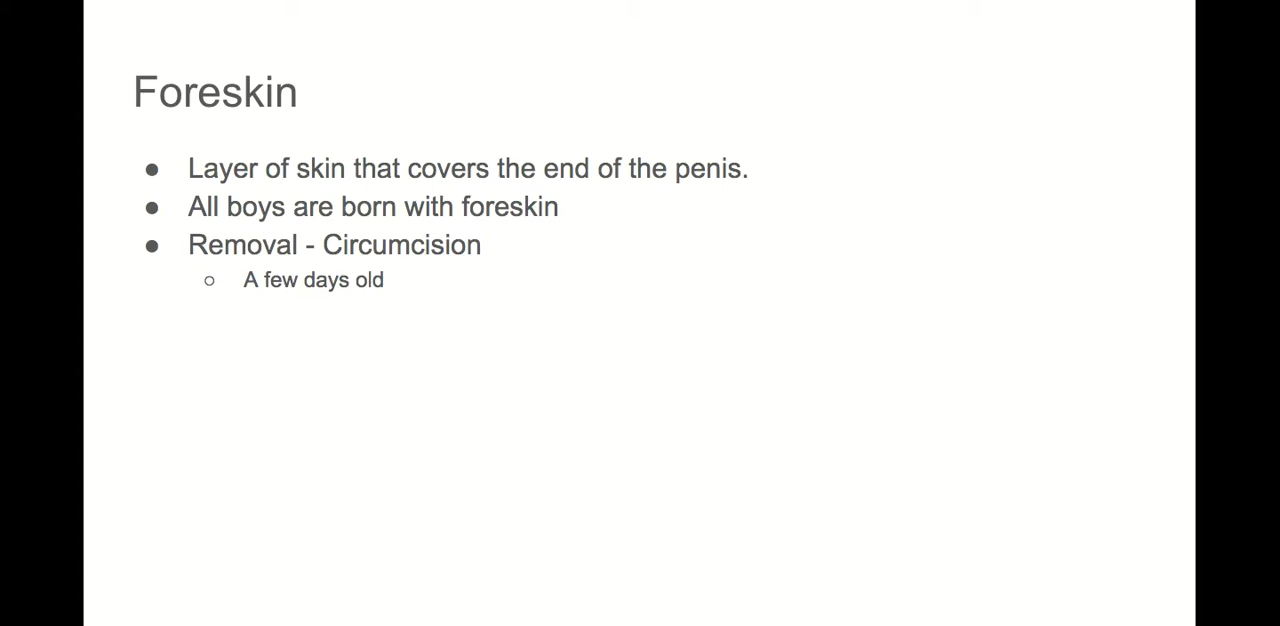 Foreskin
● Layer of skin that covers the end of the penis.
● All boys are born with foreskin
● Removal - Circumcision
○ A few days old